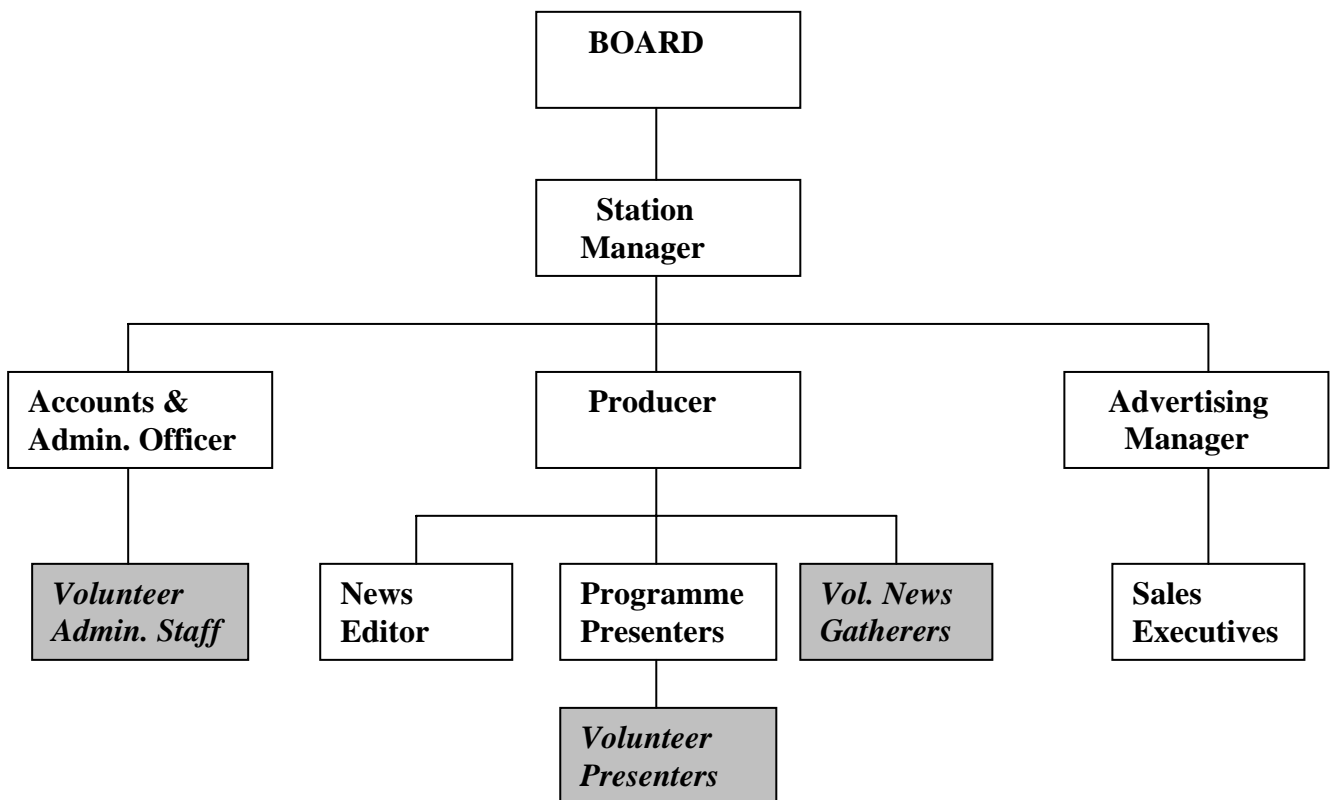 BOARD
Station
Manager
Accounts &
Admin. Officer
Producer
Advertising
Manager
Volunteer
Admin. Staff
News
Editor
Programme
Presenters
Vol. News
Gatherers
Sales
Executives
Volunteer
Presenters